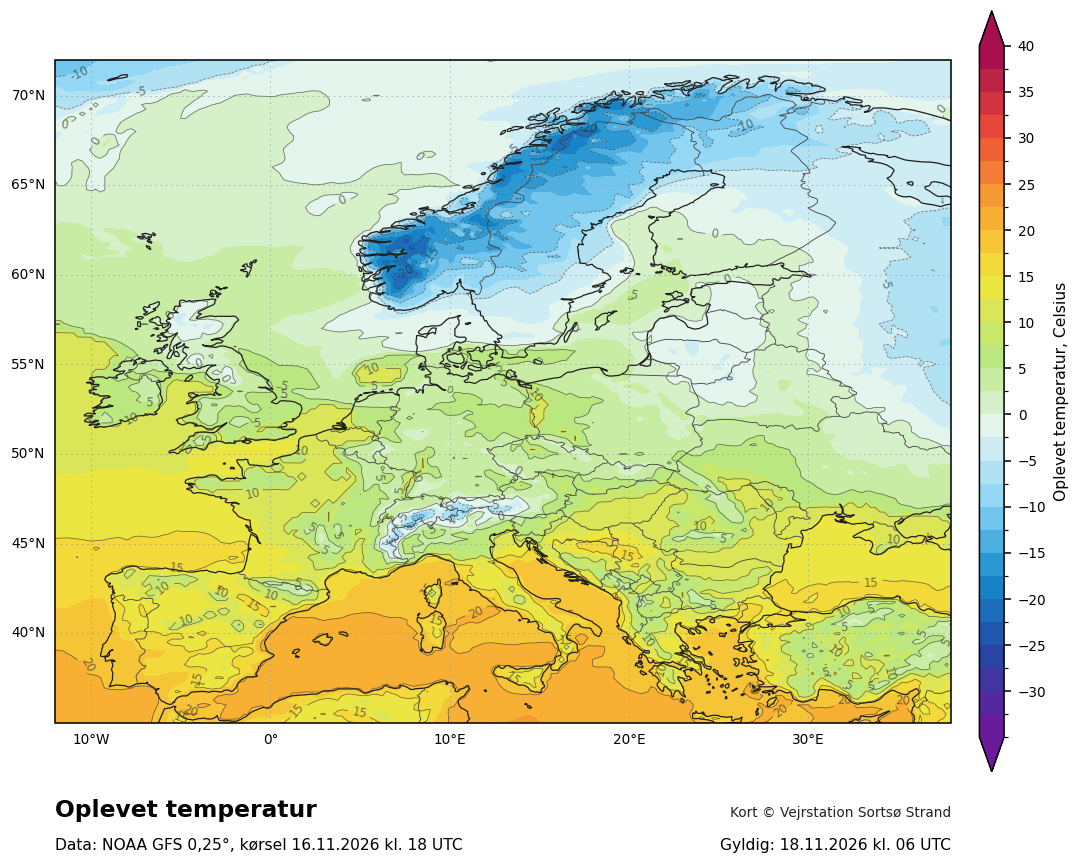 40
35
30
25
20
15
10
5
0
−5
−10
−15
−20
−25
−30
Oplevet temperatur, Celsius
70°N
65°N
60°N
55°N
50°N
45°N
40°N
10°W
0°
10°E
20°E
30°E
Oplevet temperatur
Kort © Vejrstation Sortsø Strand
Data: NOAA GFS 0,25°, kørsel 16.11.2026 kl. 18 UTC
Gyldig: 18.11.2026 kl. 06 UTC